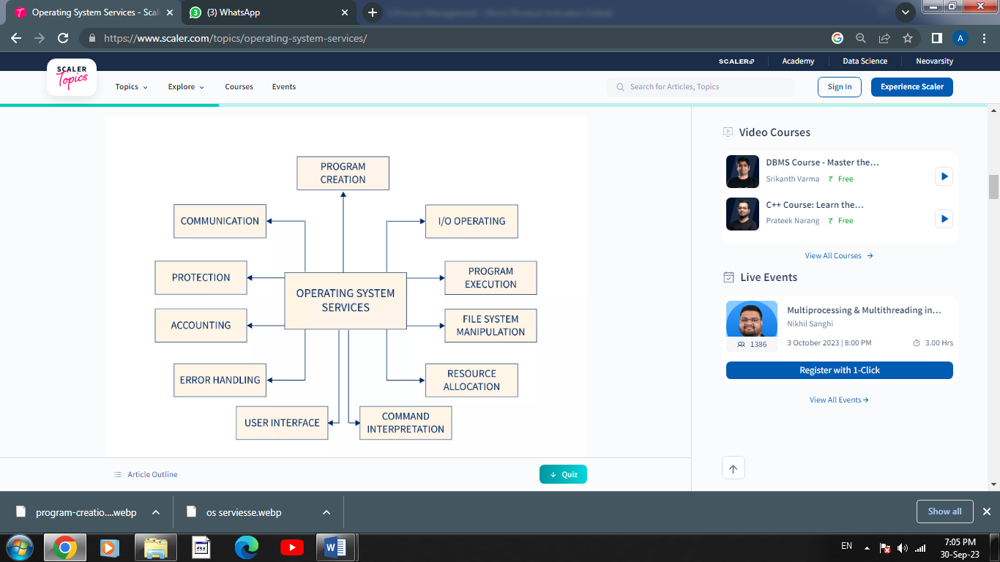 Operating System Services - Scal
(3) WhatsApp
https://www.scaler.com/topics/operating-system-services/
A
SCALER
Academy
Data Science
Neovarsity
SCALER
Topics
Topics
Explore
Courses
Events
Search for Articles, Topics
Sign In
Experience Scaler
PROGRAM
CREATION
COMMUNICATION
I/O OPERATING
PROTECTION
PROGRAM
EXECUTION
OPERATING SYSTEM
SERVICES
ACCOUNTING
FILE SYSTEM
MANIPULATION
ERROR HANDLING
RESOURCE
ALLOCATION
USER INTERFACE
COMMAND
INTERPRETATION
Article Outline
Quiz
Video Courses
DBMS Course - Master the...
Srikanth Varma Free
C++ Course: Learn the...
Prateek Narang Free
View All Courses
Live Events
Multiprocessing & Multithreading in...
Nikhil Sanghi
1386
3 October 2023 | 8:00 PM
3.00 Hrs
Register with 1-Click
View All Events
program-creatio....webp
os serviesse.webp
Show all
EN
7:05 PM
30-Sep-23